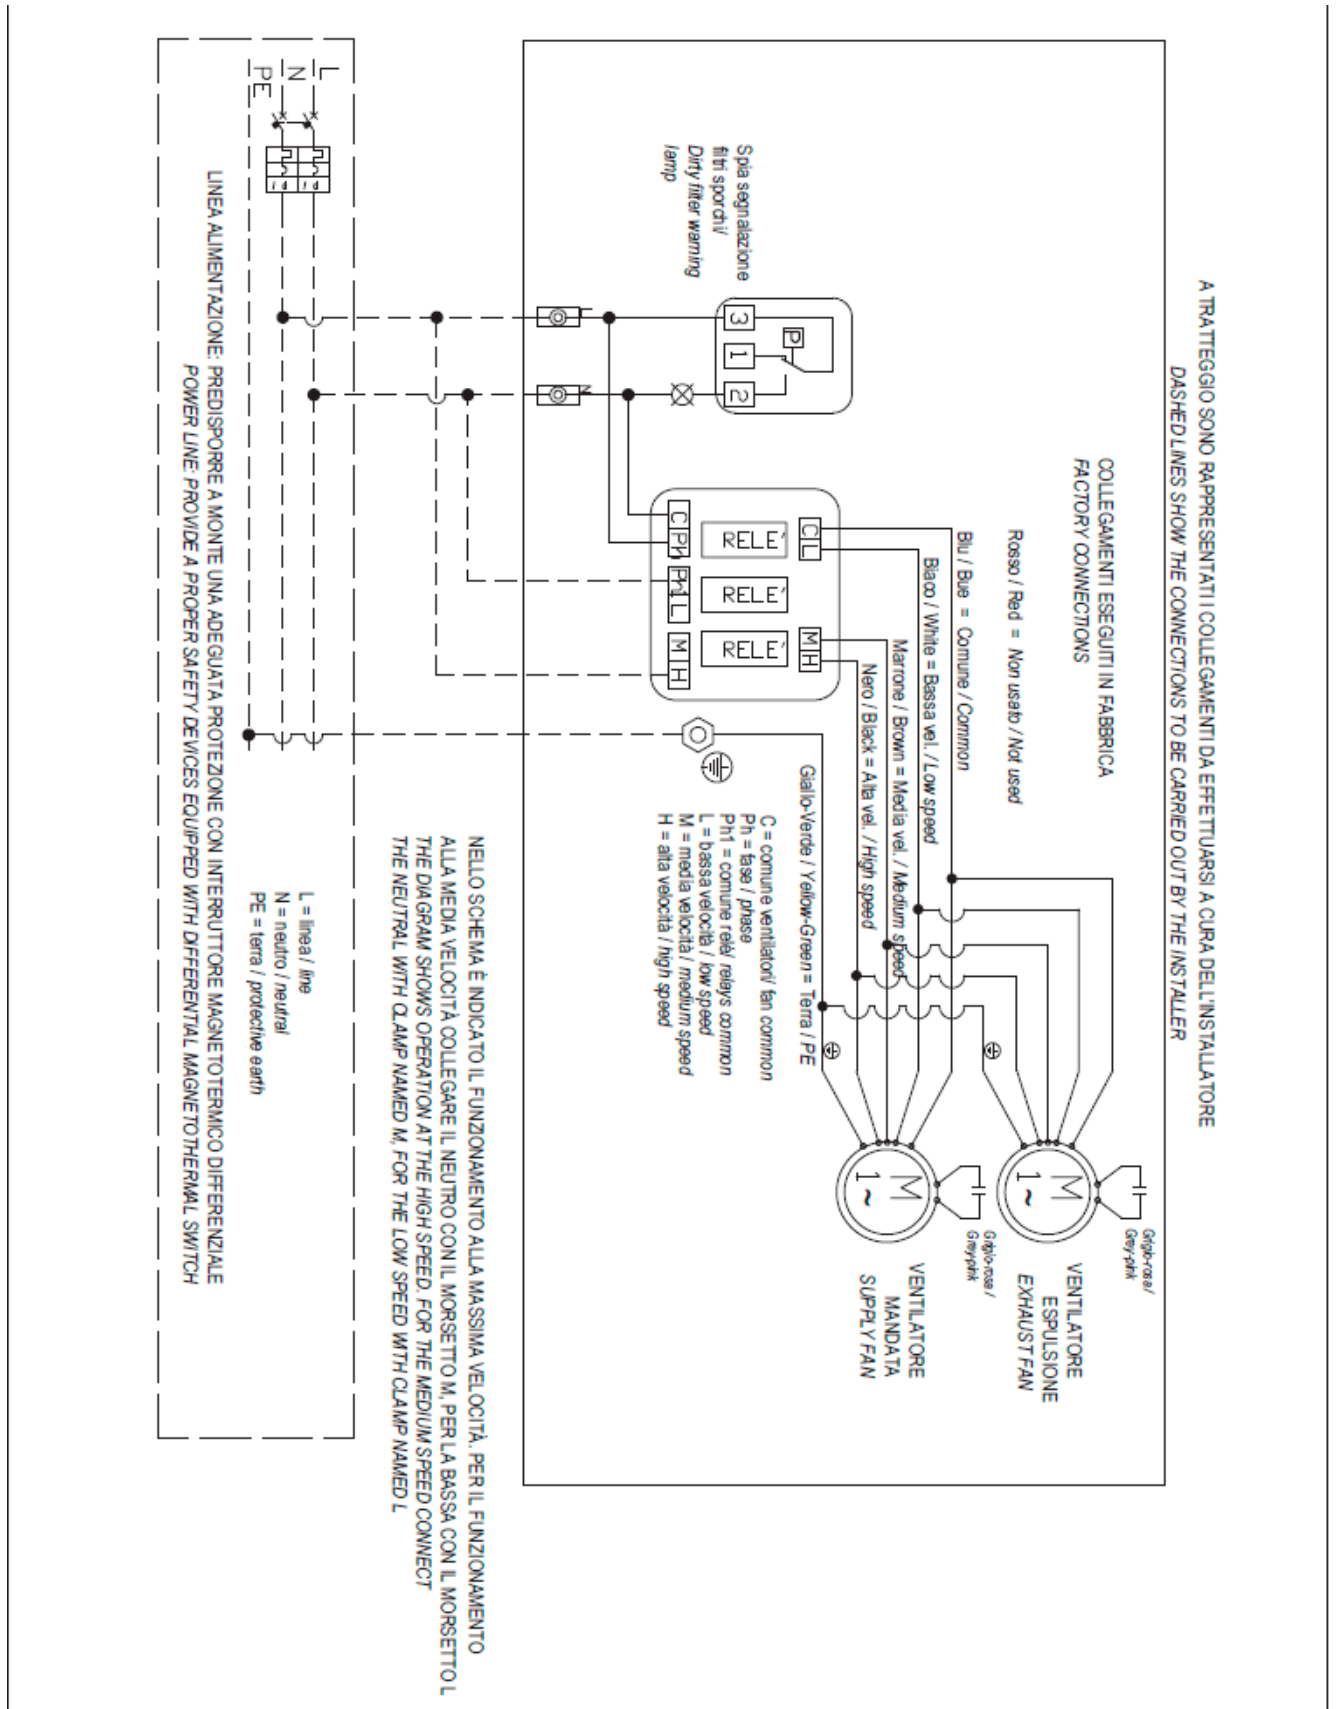 A TRATTEGGIO SONO RAPPRESENTATI I COLLEGAMENTI DA EFFETTUARSI A CURA DELL'INSTALLATORE
DASHED LINES SHOW THE CONNECTIONS TO BE CARRIED OUT BY THE INSTALLER
COLLEGAMENTI ESEGUITI IN FABBRICA
FACTORY CONNECTIONS
Rosso / Red = Non usato / Not used
Blu / Bue = Comune / Common
Biaco / White = Bassa vel. / Low speed
Marrone / Brown = Media vel. / Medium speed
Nero / Black = Alta vel. / High speed
Giallo-Verde / Yellow-Green = Terra / PE
Grigio-rosa /
Grey-pink
VENTILATORE
ESPULSIONE
EXHAUST FAN
M
1 ~
Grigio-rosa /
Grey-pink
VENTILATORE
MANDATA
SUPPLY FAN
M
1 ~
Spia segnalazione
filtri sporchi/
Dirty filter warning
lamp
3
1
2
P
L
N
C L
M H
RELE'
RELE'
RELE'
C Ph
Ph1 L
M H
C = comune ventilatori/ fan common
Ph = fase / phase
Ph1 = comune relè/ relays common
L = bassa velocità / low speed
M = media velocità / medium speed
H = alta velocità / high speed
NELLO SCHEMA È INDICATO IL FUNZIONAMENTO ALLA MASSIMA VELOCITÀ. PER IL FUNZIONAMENTO
ALLA MEDIA VELOCITÀ COLLEGARE IL NEUTRO CON IL MORSETTO M, PER LA BASSA CON IL MORSETTO L
THE DIAGRAM SHOWS OPERATION AT THE HIGH SPEED. FOR THE MEDIUM SPEED CONNECT
THE NEUTRAL WITH CLAMP NAMED M, FOR THE LOW SPEED WITH CLAMP NAMED L
L
N
PE
L = linea / line
N = neutro / neutral
PE = terra / protective earth
LINEA ALIMENTAZIONE: PREDISPORRE A MONTE UNA ADEGUATA PROTEZIONE CON INTERRUTTORE MAGNETOTERMICO DIFFERENZIALE
POWER LINE: PROVIDE A PROPER SAFETY DEVICES EQUIPPED WITH DIFFERENTIAL MAGNETOTHERMAL SWITCH